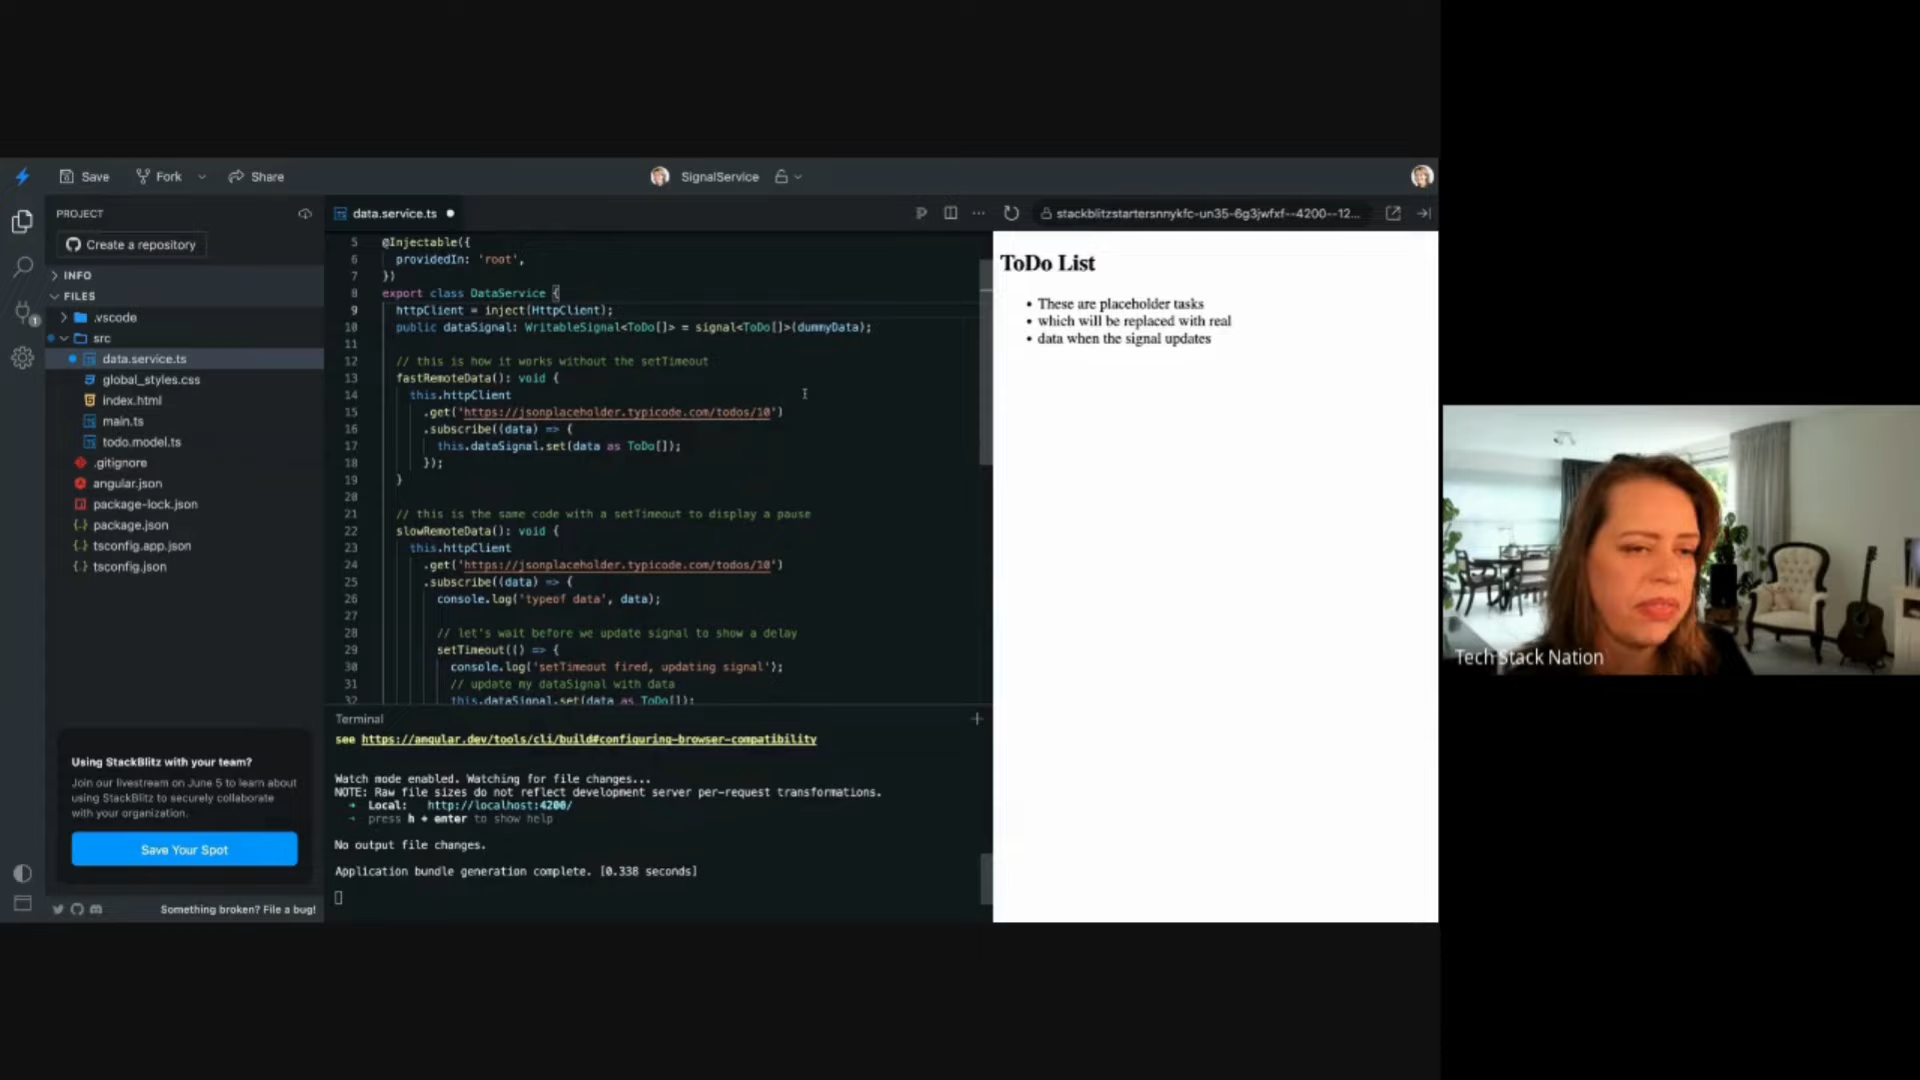 Save
Fork
Share
SignalService
PROJECT
Create a repository
INFO
FILES
.vscode
src
data.service.ts
global_styles.css
index.html
main.ts
todo.model.ts
.gitignore
angular.json
package-lock.json
package.json
tsconfig.app.json
tsconfig.json
1
Using StackBlitz with your team?
Join our livestream on June 5 to learn about
using StackBlitz to securely collaborate
with your organization.
Save Your Spot
Something broken? File a bug!
data.service.ts
5 @Injectable({
6 providedIn: 'root',
7 })
8 export class DataService {
9 httpClient = inject(HttpClient);
10 public dataSignal: WritableSignal<ToDo[]> = signal<ToDo[]>(dummyData);
11
12 // this is how it works without the setTimeout
13 fastRemoteData(): void {
14 this.httpClient
15 .get('https://jsonplaceholder.typicode.com/todos/10')
16 .subscribe((data) => {
17 this.dataSignal.set(data as ToDo[]);
18 });
19 }
20
21 // this is the same code with a setTimeout to display a pause
22 slowRemoteData(): void {
23 this.httpClient
24 .get('https://jsonplaceholder.typicode.com/todos/10')
25 .subscribe((data) => {
26 console.log('typeof data', data);
27
28 // let's wait before we update signal to show a delay
29 setTimeout(() => {
30 console.log('setTimeout fired, updating signal');
31 // update my dataSignal with data
32 this.dataSignal.set(data as ToDo[]);
Terminal
see https://angular.dev/tools/cli/build#configuring-browser-compatibility
Watch mode enabled. Watching for file changes...
NOTE: Raw file sizes do not reflect development server per-request transformations.
➜ Local: http://localhost:4200/
➜ press h + enter to show help
No output file changes.
Application bundle generation complete. [0.338 seconds]
stackblitzstartersnnykfc-un35-6g3jwfxf--4200--12...
ToDo List
• These are placeholder tasks
• which will be replaced with real
• data when the signal updates
Tech Stack Nation